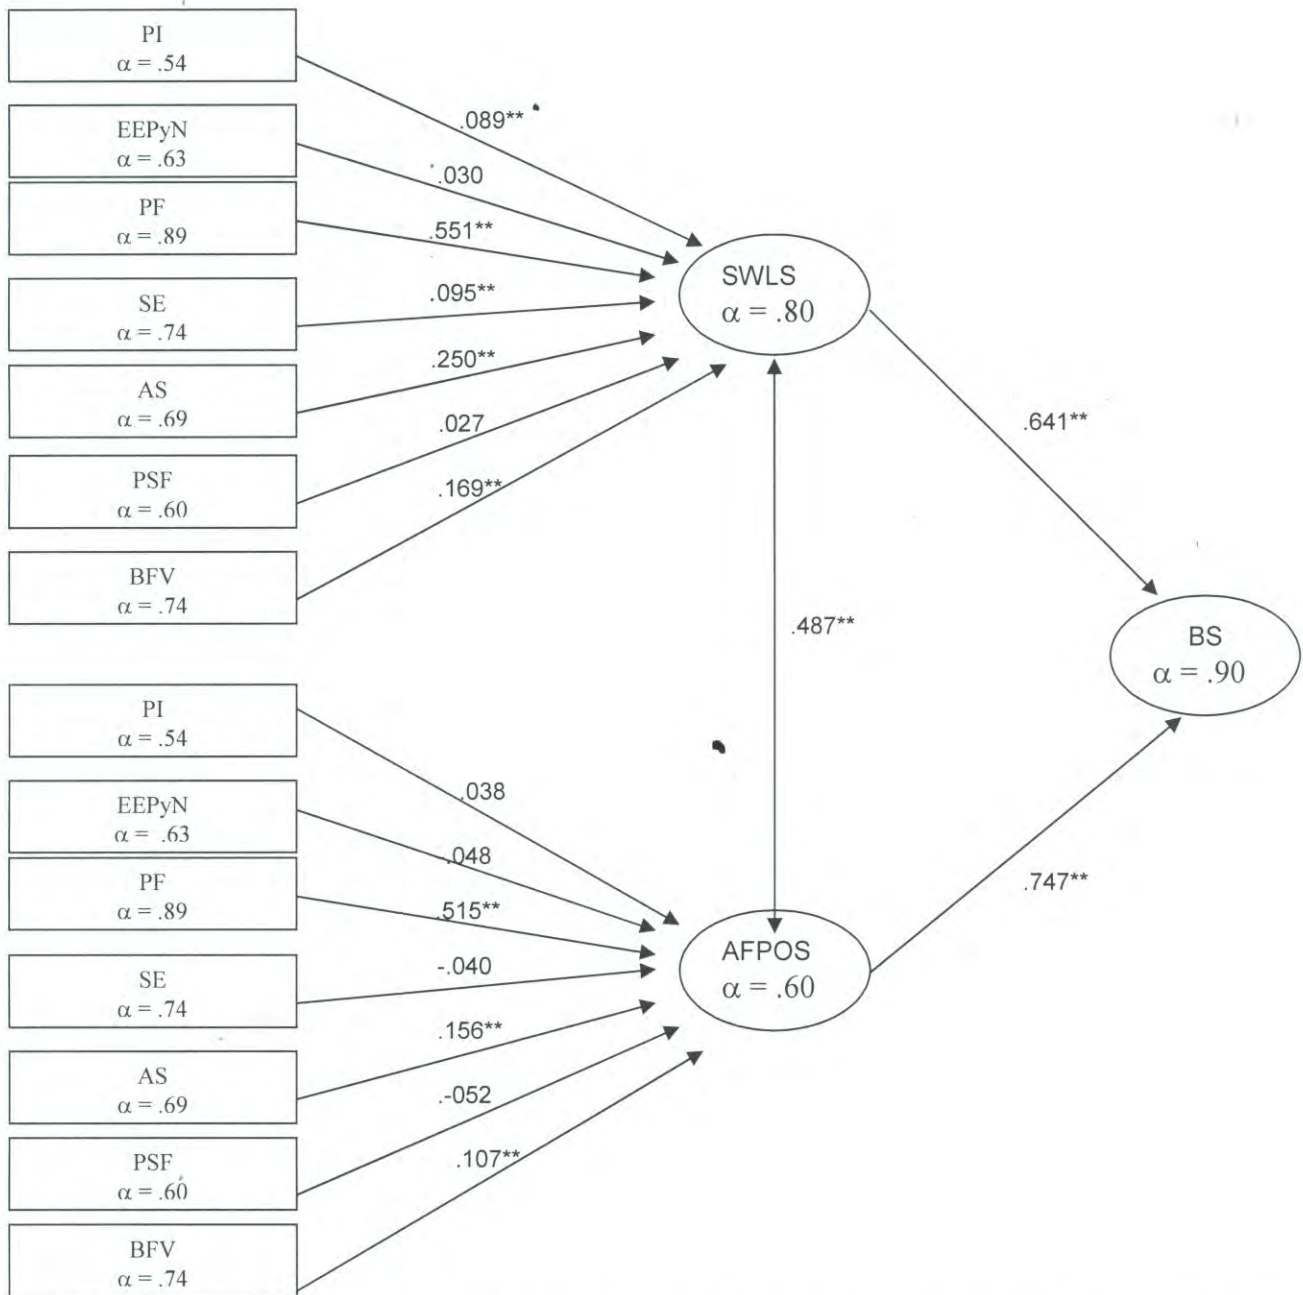 PI
α = .54
EEPyN
α = .63
PF
α = .89
SE
α = .74
AS
α = .69
PSF
α = .60
BFV
α = .74
.089**
.030
.551**
.095**
.250**
.027
.169**
SWLS
α = .80
.641**
.487**
BS
α = .90
PI
α = .54
EEPyN
α = .63
PF
α = .89
SE
α = .74
AS
α = .69
PSF
α = .60
BFV
α = .74
.038
-.048
.515**
-.040
.156**
.-052
.107**
AFPOS
α = .60
.747**